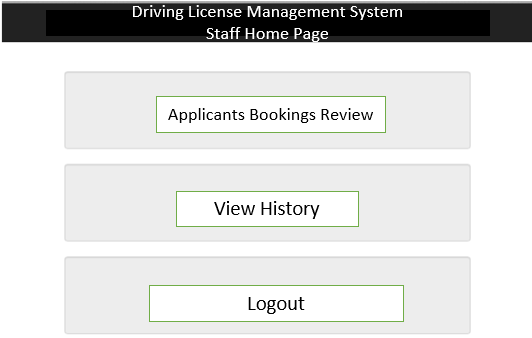 Driving License Management System
Staff Home Page
Applicants Bookings Review
View History
Logout